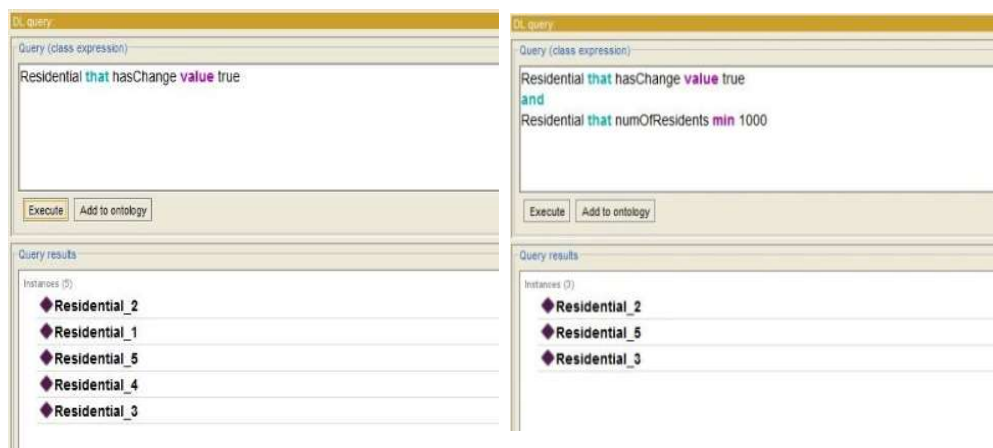 DL query:
Query (class expression)
Residential that hasChange value true
Execute Add to ontology
Query results
Instances (5)
Residential_2
Residential_1
Residential_5
Residential_4
Residential_3
DL query:
Query (class expression)
Residential that hasChange value true
and
Residential that numOfResidents min 1000
Execute Add to ontology
Query results
Instances (3)
Residential_2
Residential_5
Residential_3